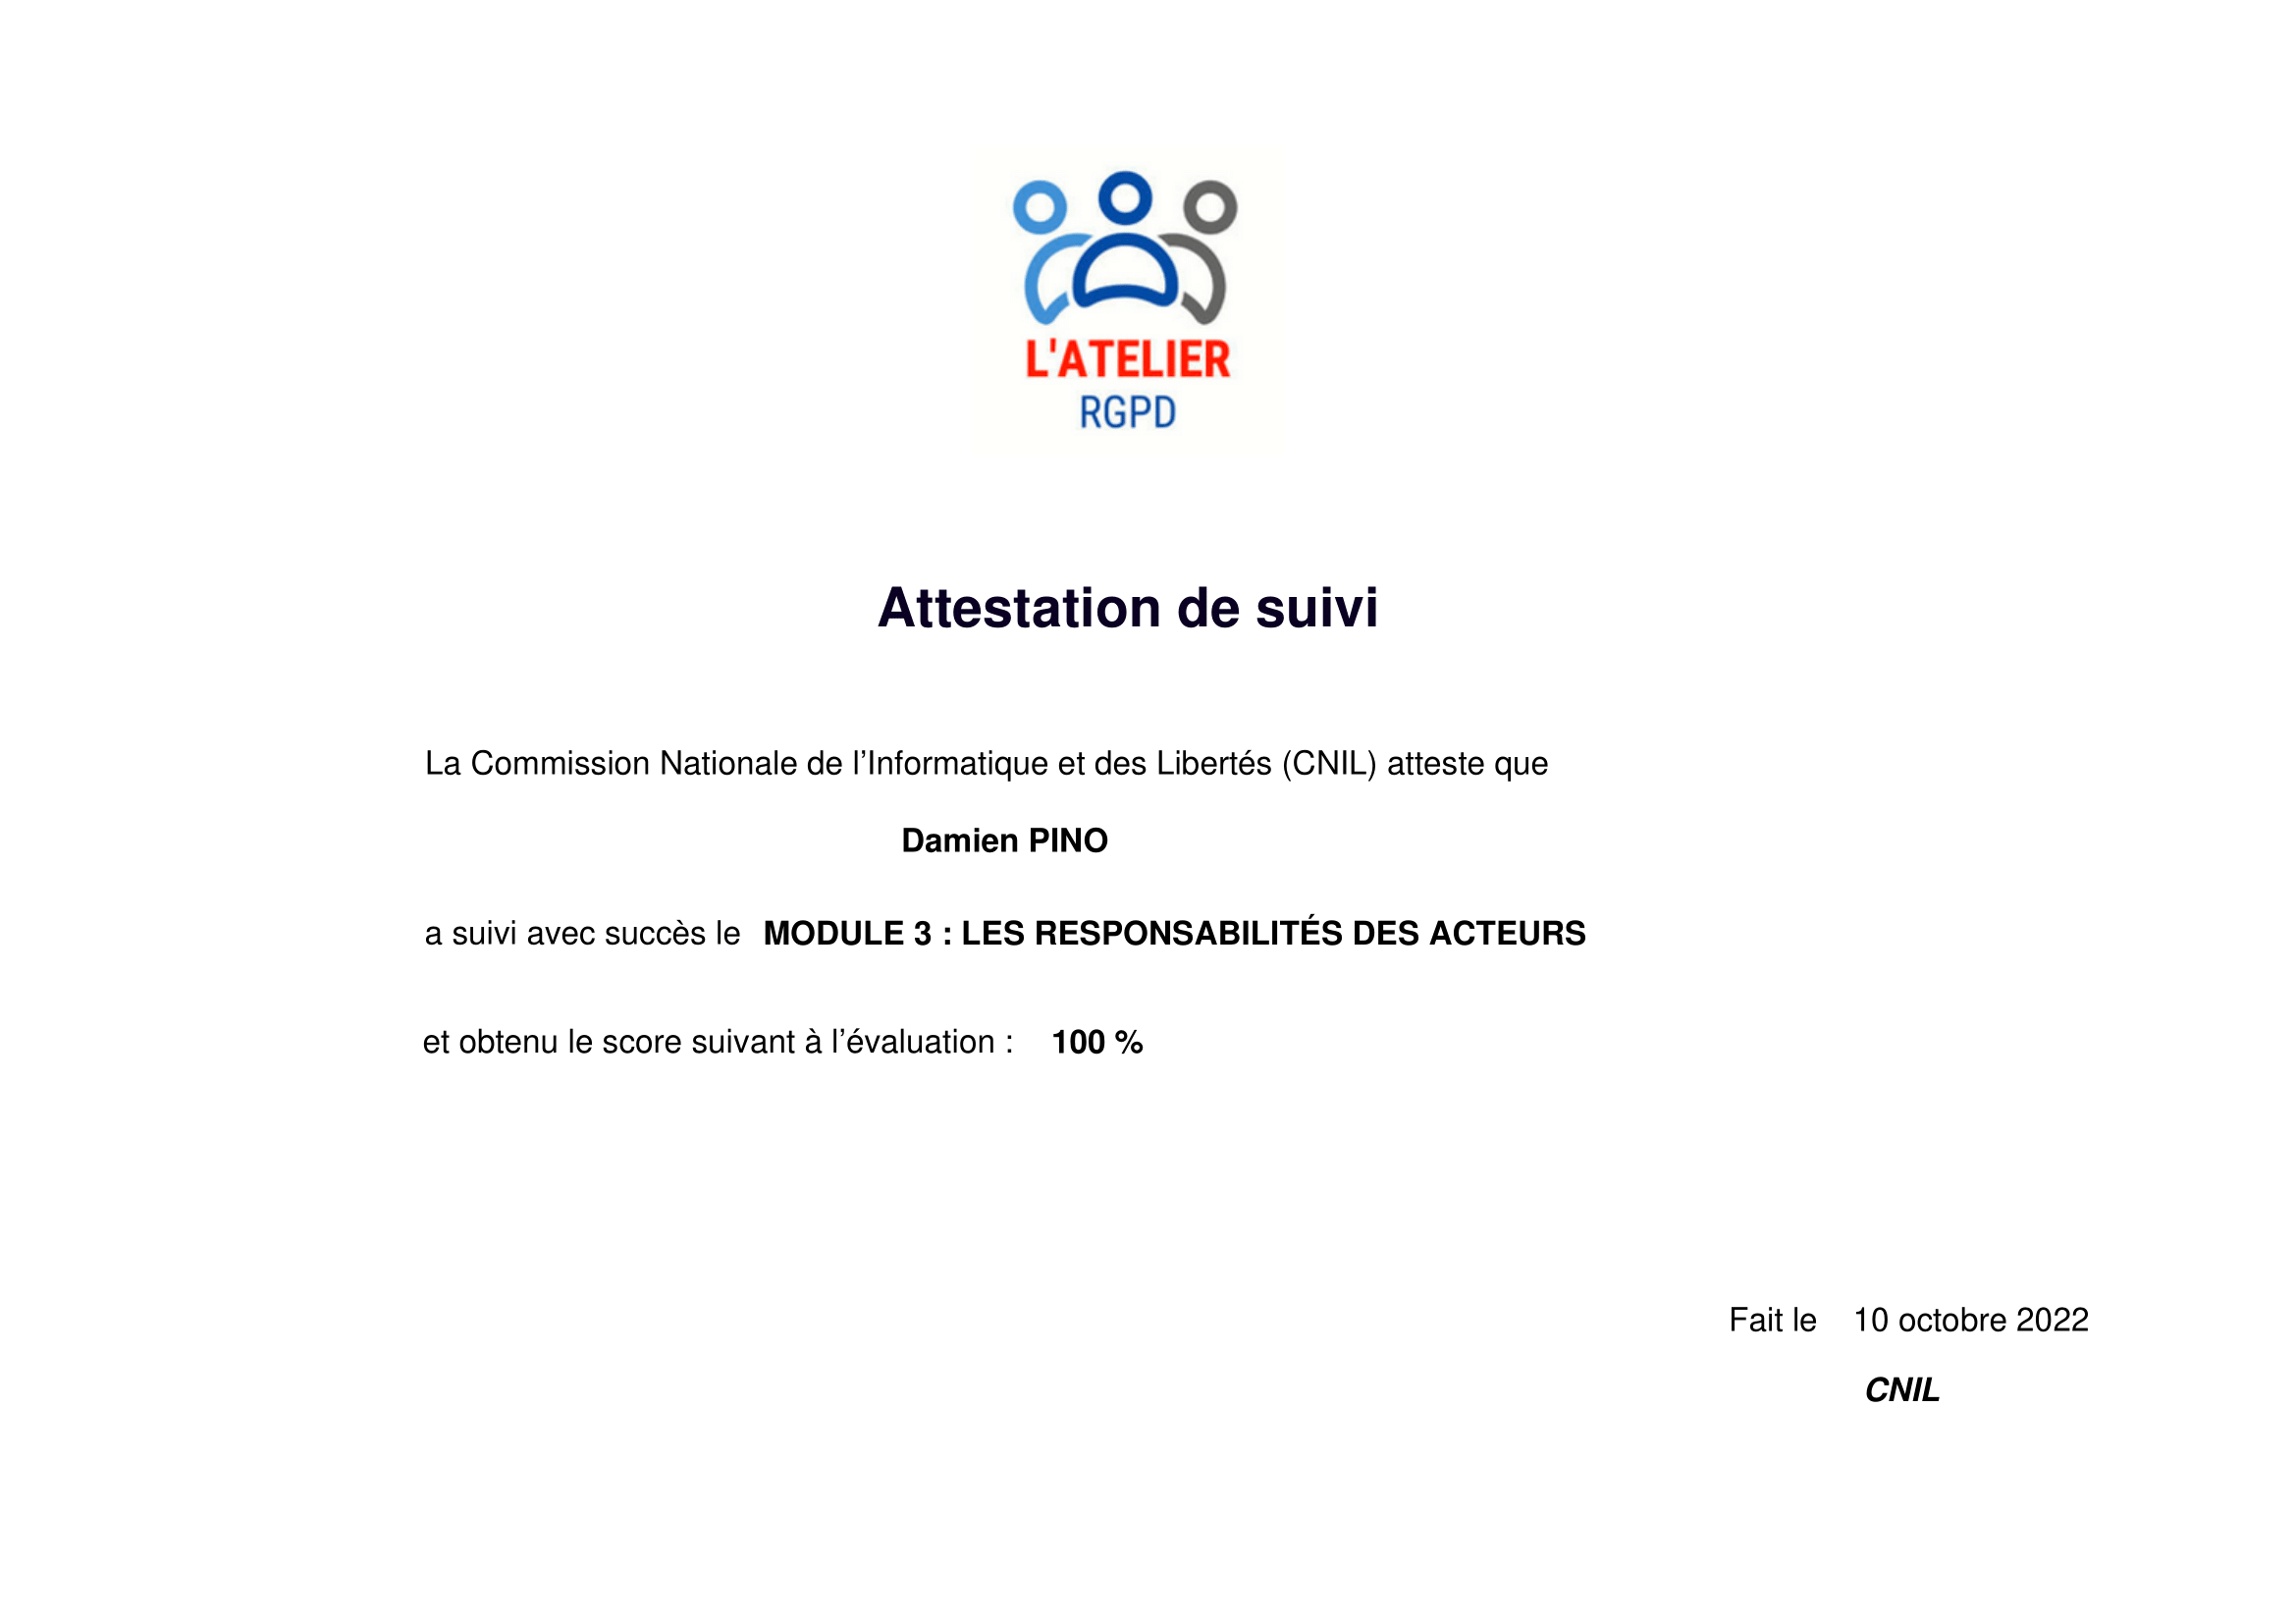 L'ATELIER
RGPD
Attestation de suivi
La Commission Nationale de l’Informatique et des Libertés (CNIL) atteste que
Damien PINO
a suivi avec succès le MODULE 3 : LES RESPONSABILITÉS DES ACTEURS
et obtenu le score suivant à l’évaluation : 100 %
Fait le 10 octobre 2022
CNIL